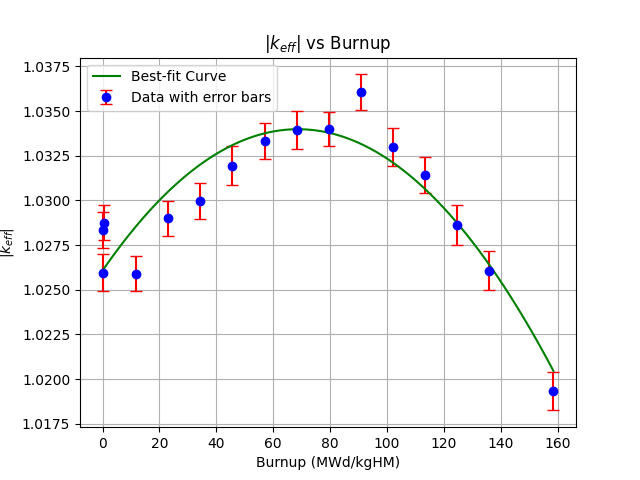 |k_eff| vs Burnup
Best-fit Curve
Data with error bars
1.0375
1.0350
1.0325
1.0300
1.0275
1.0250
1.0225
1.0200
1.0175
|k_eff|
0 20 40 60 80 100 120 140 160
Burnup (MWd/kgHM)